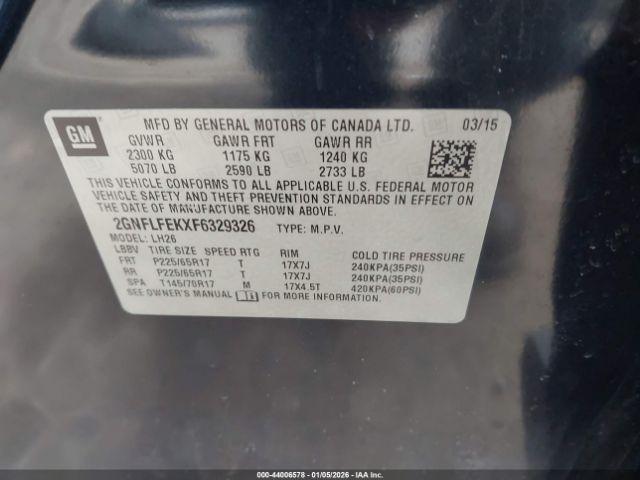 GM
MFD BY GENERAL MOTORS OF CANADA LTD. 03/15
GVWR GAWR FRT GAWR RR
2300 KG 1175 KG 1240 KG
5070 LB 2590 LB 2733 LB
THIS VEHICLE CONFORMS TO ALL APPLICABLE U.S. FEDERAL MOTOR
VEHICLE SAFETY AND THEFT PREVENTION STANDARDS IN EFFECT ON
THE DATE OF MANUFACTURE SHOWN ABOVE.
2GNFLFEKXF6329326 TYPE: M.P.V.
MODEL: LH26
LBBV TIRE SIZE SPEED RTG RIM COLD TIRE PRESSURE
FRT P225/65R17 T 17X7J 240KPA(35PSI)
RR P225/65R17 T 17X7J 240KPA(35PSI)
SPA T145/70R17 M 17X4.5T 420KPA(60PSI)
SEE OWNER'S MANUAL FOR MORE INFORMATION.
000-44006578 - 01/05/2026 - IAAI.COM